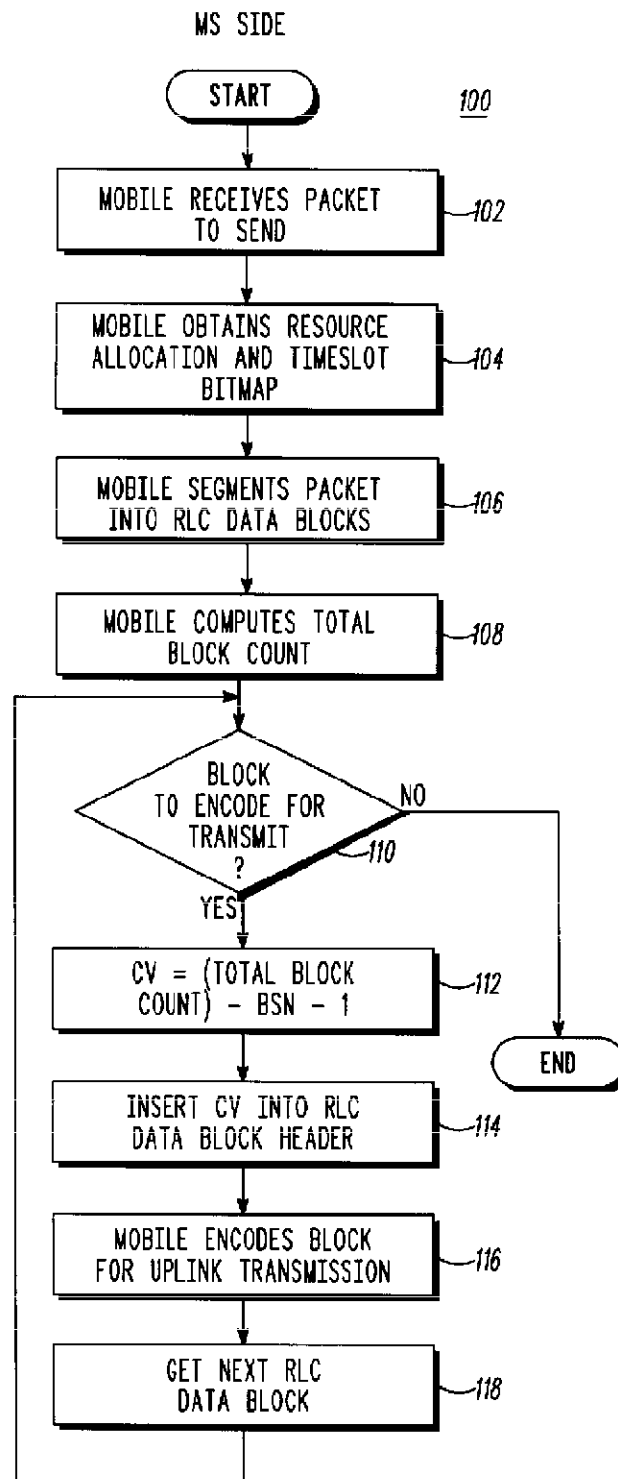 MS SIDE
START
100
MOBILE RECEIVES PACKET
TO SEND
102
MOBILE OBTAINS RESOURCE
ALLOCATION AND TIMESLOT
BITMAP
104
MOBILE SEGMENTS PACKET
INTO RLC DATA BLOCKS
106
MOBILE COMPUTES TOTAL
BLOCK COUNT
108
BLOCK
TO ENCODE FOR
TRANSMIT
?
NO
110
YES
CV = (TOTAL BLOCK
COUNT) - BSN - 1
112
END
INSERT CV INTO RLC
DATA BLOCK HEADER
114
MOBILE ENCODES BLOCK
FOR UPLINK TRANSMISSION
116
GET NEXT RLC
DATA BLOCK
118